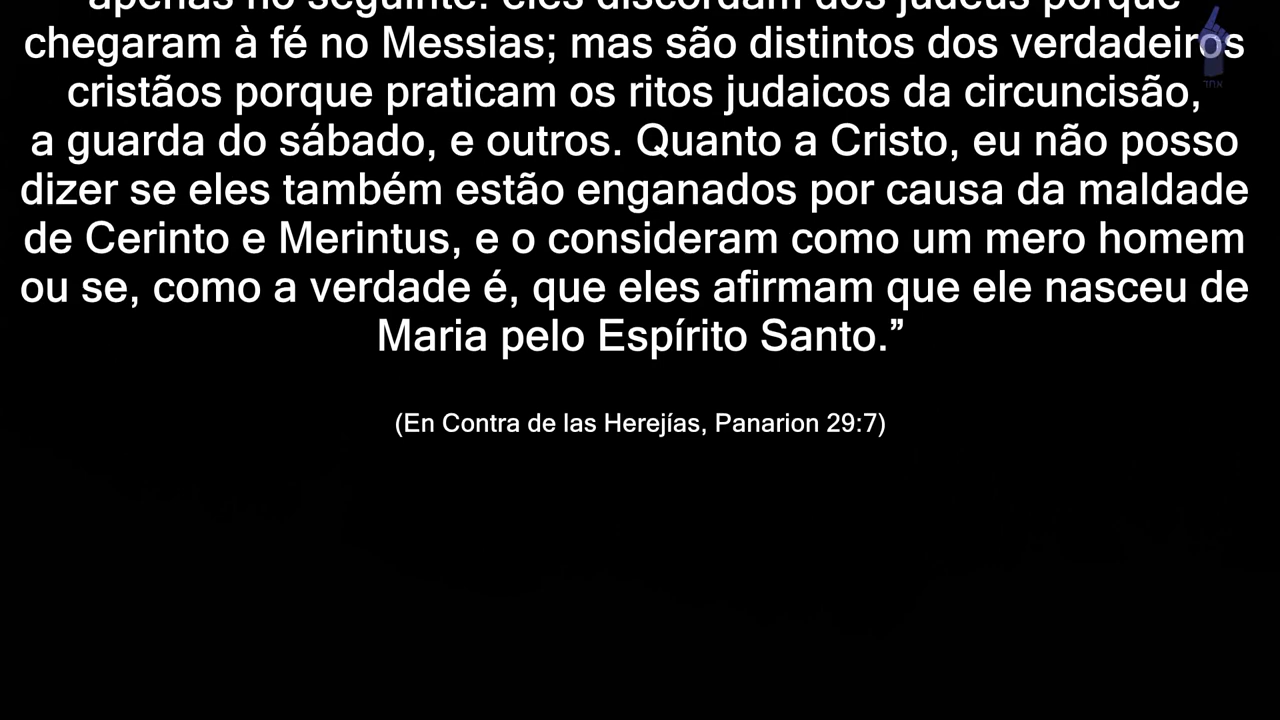 apenas no seguinte: eles discordam dos judeus porque
chegaram à fé no Messias; mas são distintos dos verdadeiros
cristãos porque praticam os ritos judaicos da circuncisão,
a guarda do sábado, e outros. Quanto a Cristo, eu não posso
dizer se eles também estão enganados por causa da maldade
de Cerinto e Merintus, e o consideram como um mero homem
ou se, como a verdade é, que eles afirmam que ele nasceu de
Maria pelo Espírito Santo.”
(En Contra de las Herejías, Panarion 29:7)
אחד